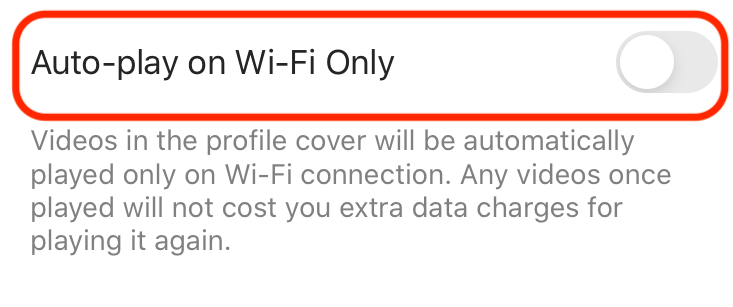 Auto-play on Wi-Fi Only
Videos in the profile cover will be automatically
played only on Wi-Fi connection. Any videos once
played will not cost you extra data charges for
playing it again.